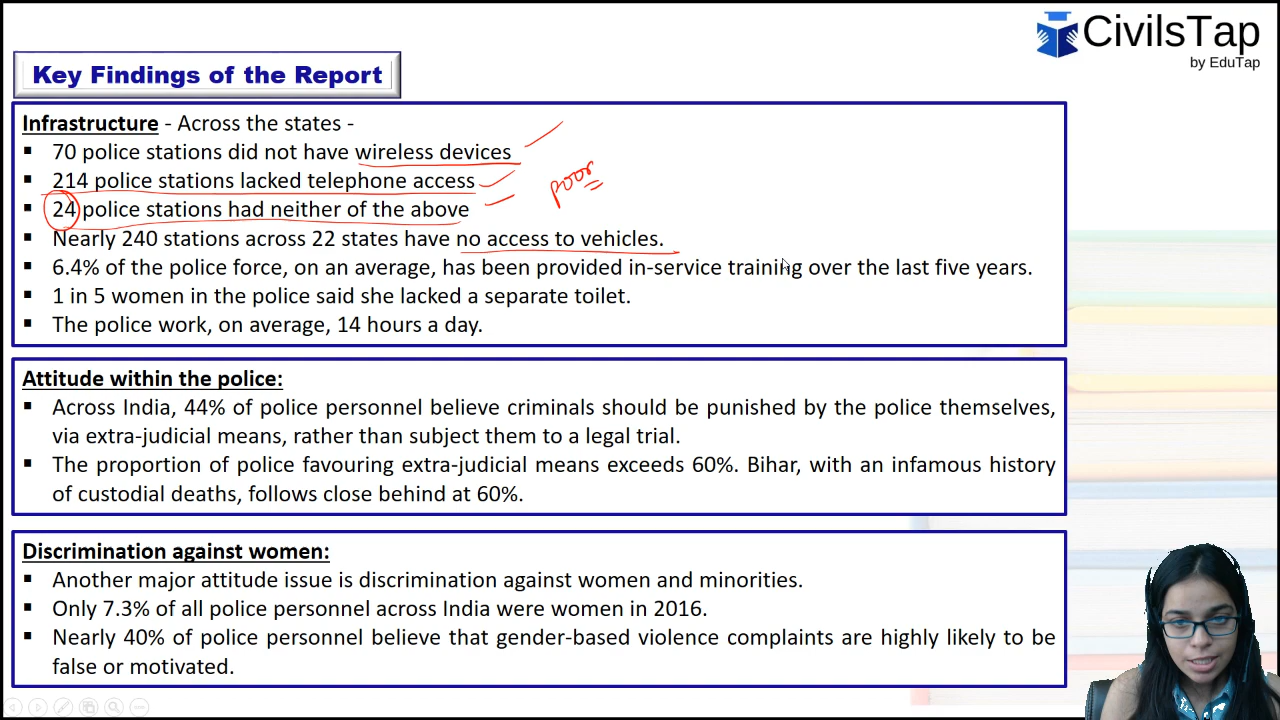 CivilsTap
by EduTap
Key Findings of the Report
Infrastructure - Across the states -
▪ 70 police stations did not have wireless devices
▪ 214 police stations lacked telephone access
poor
▪ 24 police stations had neither of the above
▪ Nearly 240 stations across 22 states have no access to vehicles.
▪ 6.4% of the police force, on an average, has been provided in-service training over the last five years.
▪ 1 in 5 women in the police said she lacked a separate toilet.
▪ The police work, on average, 14 hours a day.
Attitude within the police:
▪ Across India, 44% of police personnel believe criminals should be punished by the police themselves,
via extra-judicial means, rather than subject them to a legal trial.
▪ The proportion of police favouring extra-judicial means exceeds 60%. Bihar, with an infamous history
of custodial deaths, follows close behind at 60%.
Discrimination against women:
▪ Another major attitude issue is discrimination against women and minorities.
▪ Only 7.3% of all police personnel across India were women in 2016.
▪ Nearly 40% of police personnel believe that gender-based violence complaints are highly likely to be
false or motivated.